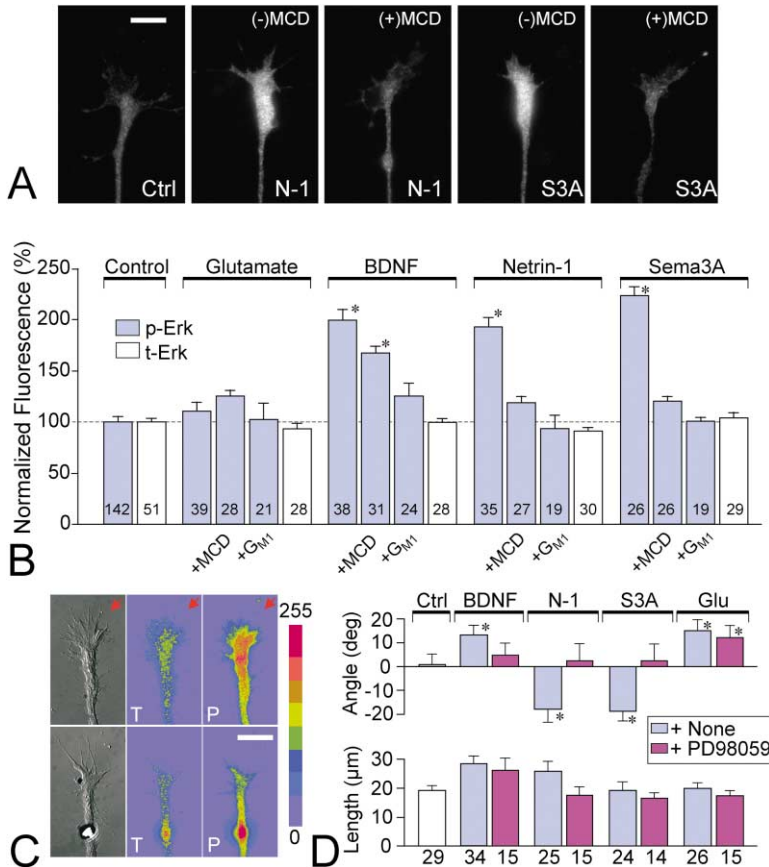 (-)MCD (+)MCD (-)MCD (+)MCD
Ctrl N-1 N-1 S3A S3A
A
Normalized Fluorescence (%)
250
200
150
100
50
0
Control Glutamate BDNF Netrin-1 Sema3A
p-Erk
t-Erk
* * * *
142 51 39 28 21 28 38 31 24 28 35 27 19 30 26 26 19 29
+MCD +GM1 +MCD +GM1 +MCD +GM1 +MCD +GM1
B
255
T P
T P
0
C
Ctrl BDNF N-1 S3A Glu
Angle (deg)
20
10
0
-10
-20
* * * * *
+ None
+ PD98059
Length (µm)
30
20
10
0
29 34 15 25 15 24 14 26 15
D